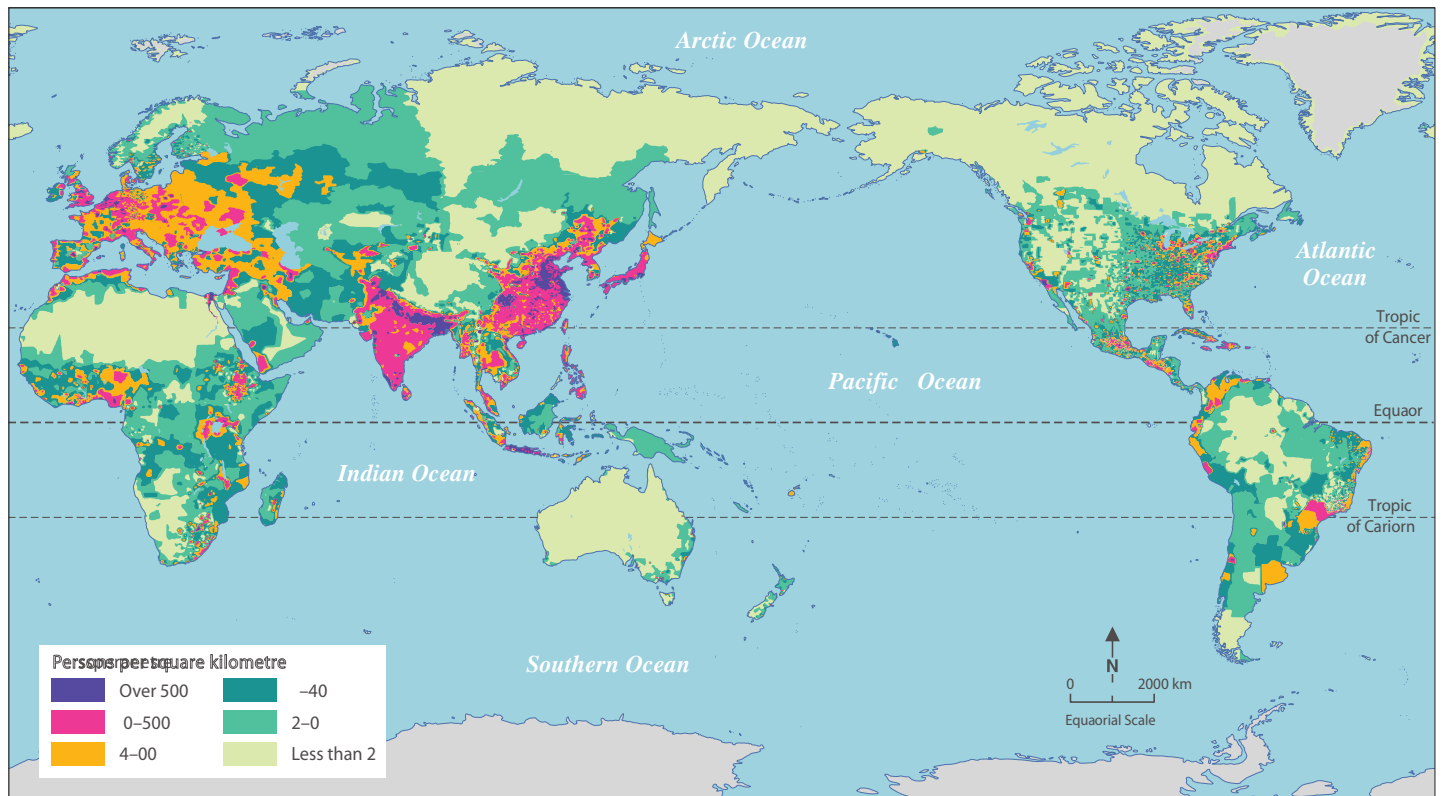 Arctic Ocean
Atlantic
Ocean
Tropic
of Cancer
Pacific Ocean
Equaor
Indian Ocean
Tropic
of Cariorn
Southern Ocean
N
0 2000 km
Equaorial Scale
per square kilometre
Over 500 –40
0–500 2–0
4–00 Less than 2